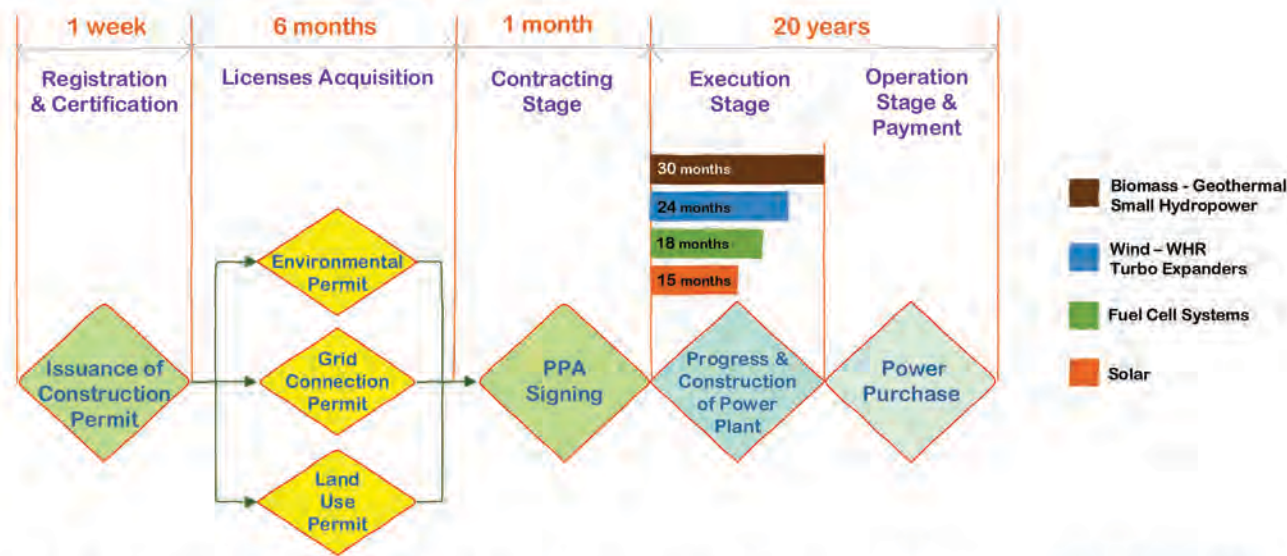 1 week
6 months
1 month
20 years
Registration
& Certification
Licenses Acquisition
Contracting
Stage
Execution
Stage
Operation
Stage &
Payment
30 months
24 months
18 months
15 months
Biomass - Geothermal
Small Hydropower
Wind – WHR
Turbo Expanders
Fuel Cell Systems
Solar
Issuance of
Construction
Permit
Environmental
Permit
Grid
Connection
Permit
Land
Use
Permit
PPA
Signing
Progress &
Construction
of Power
Plant
Power
Purchase